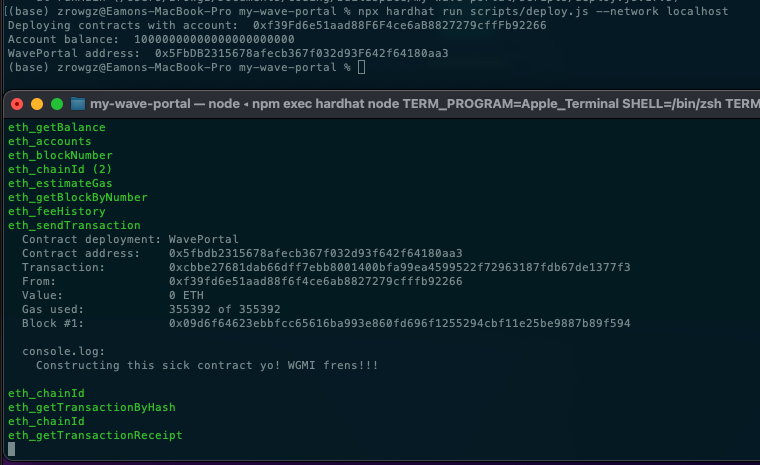 ((base) zrowgz@Eamons-MacBook-Pro my-wave-portal % npx hardhat run scripts/deploy.js --network localhost
Deploying contracts with account:  0xf39Fd6e51aad88F6F4ce6aB8827279cffFb92266
Account balance:  10000000000000000000000
WavePortal address:  0x5FbDB2315678afecb367f032d93F642f64180aa3
(base) zrowgz@Eamons-MacBook-Pro my-wave-portal %
my-wave-portal — node ◂ npm exec hardhat node TERM_PROGRAM=Apple_Terminal SHELL=/bin/zsh TERM
eth_getBalance
eth_accounts
eth_blockNumber
eth_chainId (2)
eth_estimateGas
eth_getBlockByNumber
eth_feeHistory
eth_sendTransaction
Contract deployment: WavePortal
Contract address:    0x5fbdb2315678afecb367f032d93f642f64180aa3
Transaction:         0xcbbe27681dab66dff7ebb8001400bfa99ea4599522f72963187fdb67de1377f3
From:                0xf39fd6e51aad88f6f4ce6ab8827279cfffb92266
Value:               0 ETH
Gas used:            355392 of 355392
Block #1:            0x09d6f64623ebbfcc65616ba993e860fd696f1255294cbf11e25be9887b89f594
console.log:
Constructing this sick contract yo! WGMI frens!!!
eth_chainId
eth_getTransactionByHash
eth_chainId
eth_getTransactionReceipt